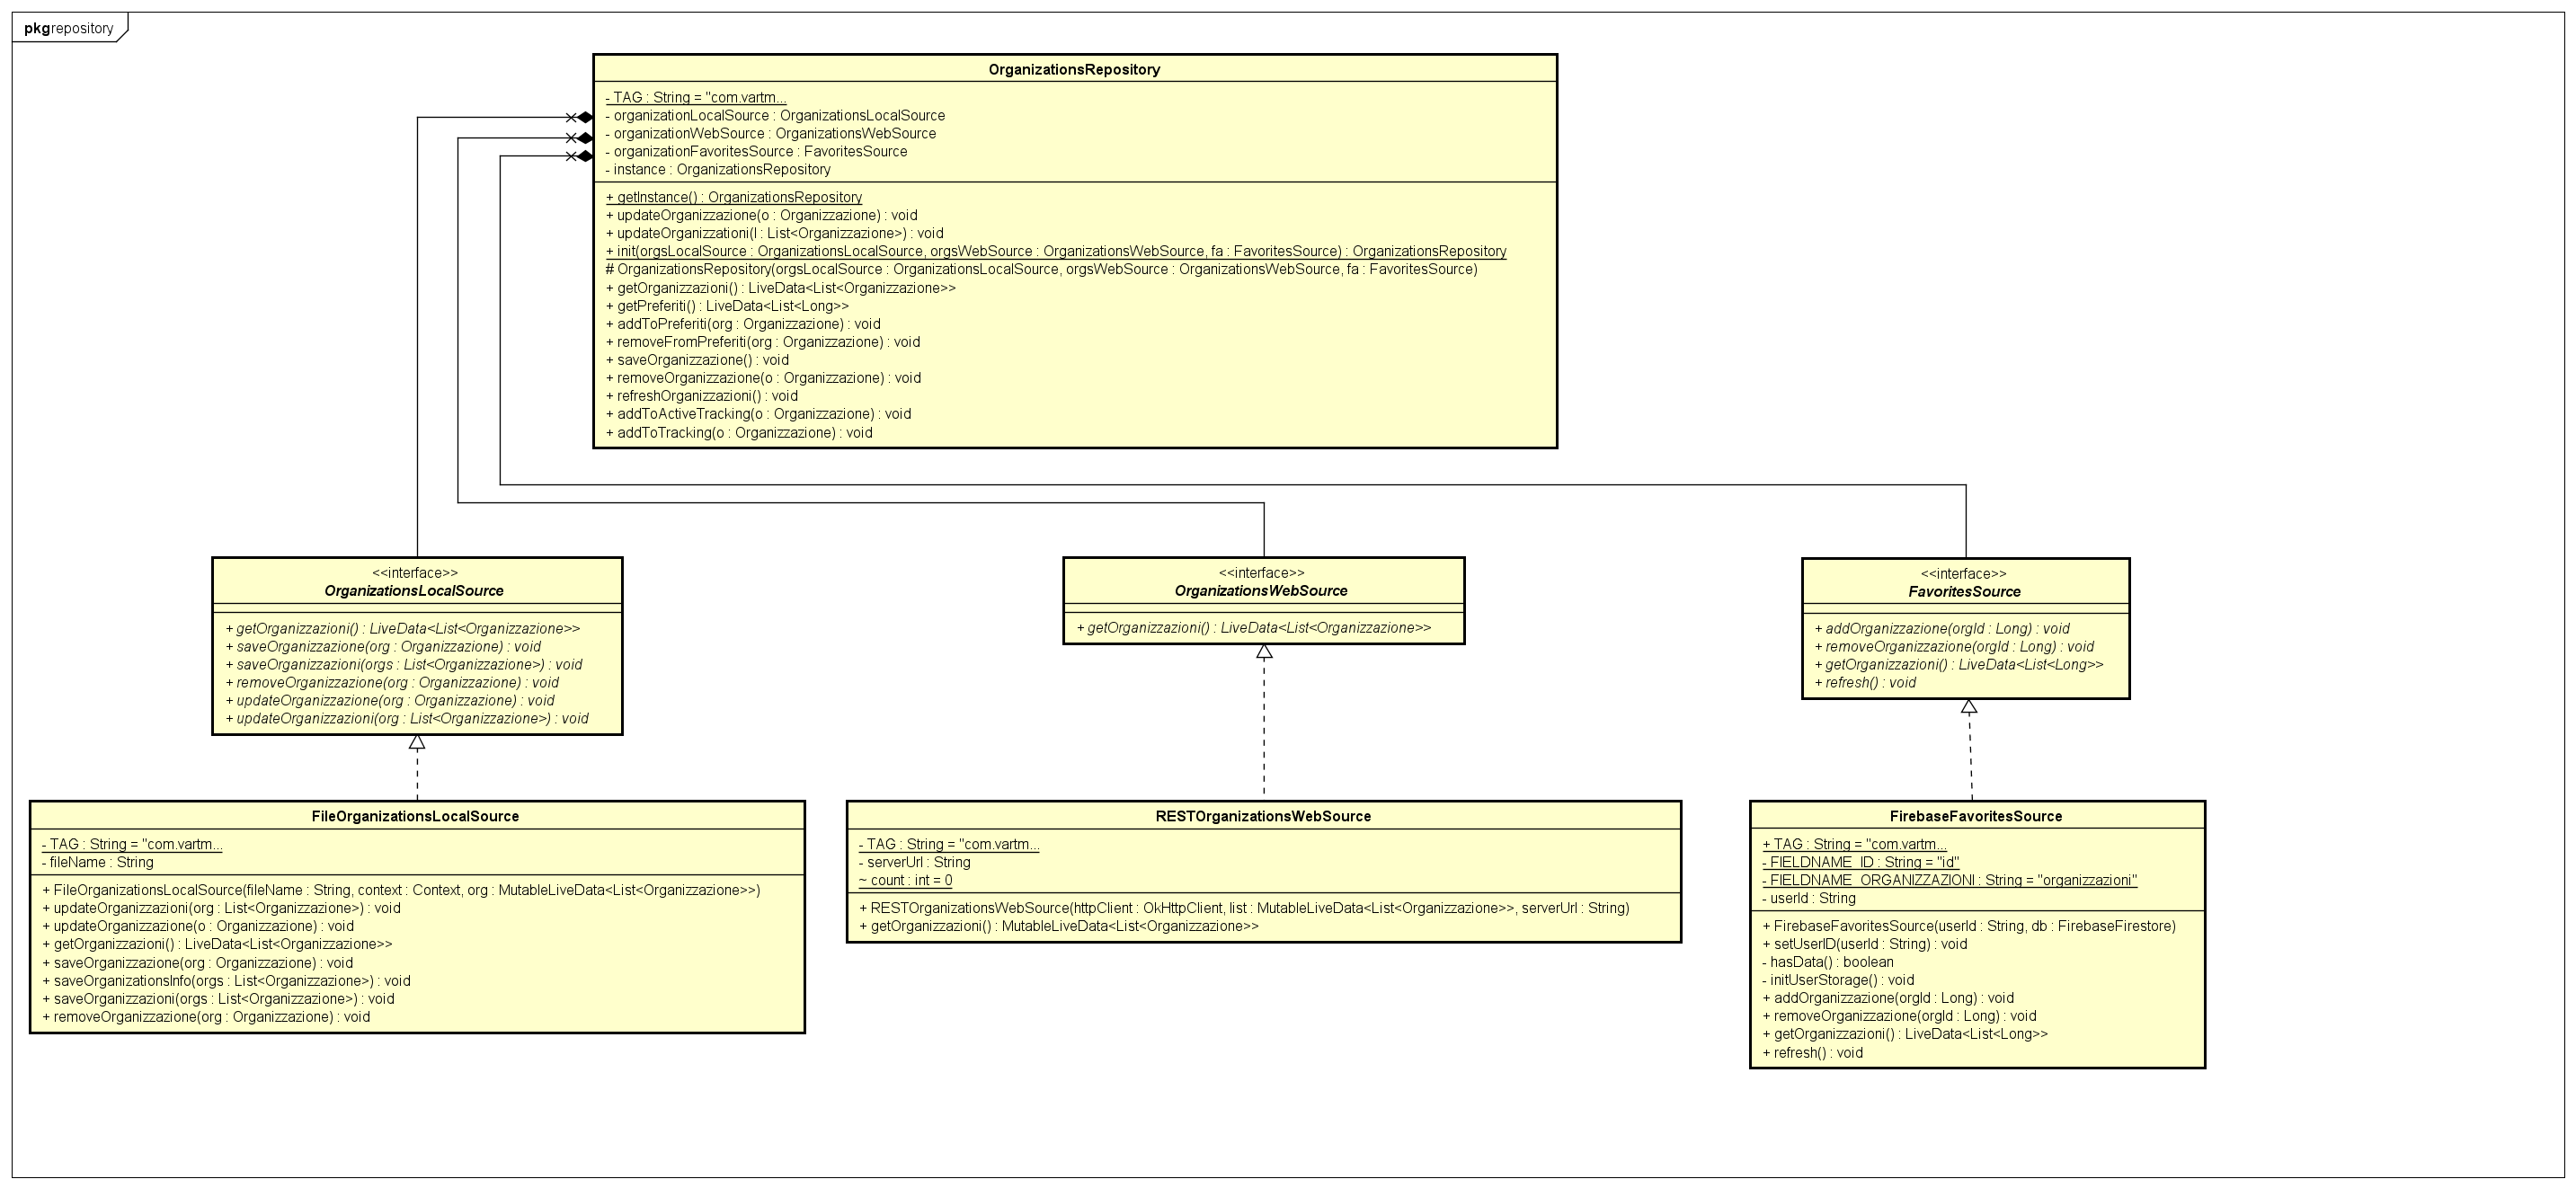 pkg repository
OrganizationsRepository
- TAG : String = "com.vartm...
- organizationLocalSource : OrganizationsLocalSource
- organizationWebSource : OrganizationsWebSource
- organizationFavoritesSource : FavoritesSource
- instance : OrganizationsRepository
+ getInstance() : OrganizationsRepository
+ updateOrganizzazione(o : Organizzazione) : void
+ updateOrganizzationi(l : List<Organizzazione>) : void
+ init(orgsLocalSource : OrganizationsLocalSource, orgsWebSource : OrganizationsWebSource, fa : FavoritesSource) : OrganizationsRepository
# OrganizationsRepository(orgsLocalSource : OrganizationsLocalSource, orgsWebSource : OrganizationsWebSource, fa : FavoritesSource)
+ getOrganizzazioni() : LiveData<List<Organizzazione>>
+ getPreferiti() : LiveData<List<Long>>
+ addToPreferiti(org : Organizzazione) : void
+ removeFromPreferiti(org : Organizzazione) : void
+ saveOrganizzazione() : void
+ removeOrganizzazione(o : Organizzazione) : void
+ refreshOrganizzazioni() : void
+ addToActiveTracking(o : Organizzazione) : void
+ addToTracking(o : Organizzazione) : void
<<interface>>
OrganizationsLocalSource
+ getOrganizzazioni() : LiveData<List<Organizzazione>>
+ saveOrganizzazione(org : Organizzazione) : void
+ saveOrganizzazioni(orgs : List<Organizzazione>) : void
+ removeOrganizzazione(org : Organizzazione) : void
+ updateOrganizzazione(org : Organizzazione) : void
+ updateOrganizzazioni(org : List<Organizzazione>) : void
<<interface>>
OrganizationsWebSource
+ getOrganizzazioni() : LiveData<List<Organizzazione>>
<<interface>>
FavoritesSource
+ addOrganizzazione(orgId : Long) : void
+ removeOrganizzazione(orgId : Long) : void
+ getOrganizzazioni() : LiveData<List<Long>>
+ refresh() : void
FileOrganizationsLocalSource
- TAG : String = "com.vartm...
- fileName : String
+ FileOrganizationsLocalSource(fileName : String, context : Context, org : MutableLiveData<List<Organizzazione>>)
+ updateOrganizzazioni(org : List<Organizzazione>) : void
+ updateOrganizzazione(o : Organizzazione) : void
+ getOrganizzazioni() : LiveData<List<Organizzazione>>
+ saveOrganizzazione(org : Organizzazione) : void
+ saveOrganizationsInfo(orgs : List<Organizzazione>) : void
+ saveOrganizzazioni(orgs : List<Organizzazione>) : void
+ removeOrganizzazione(org : Organizzazione) : void
RESTOrganizationsWebSource
- TAG : String = "com.vartm...
- serverUrl : String
~ count : int = 0
+ RESTOrganizationsWebSource(httpClient : OkHttpClient, list : MutableLiveData<List<Organizzazione>>, serverUrl : String)
+ getOrganizzazioni() : MutableLiveData<List<Organizzazione>>
FirebaseFavoritesSource
+ TAG : String = "com.vartm...
- FIELDNAME_ID : String = "id"
- FIELDNAME_ORGANIZZAZIONI : String = "organizzazioni"
- userId : String
+ FirebaseFavoritesSource(userId : String, db : FirebaseFirestore)
+ setUserID(userId : String) : void
- hasData() : boolean
- initUserStorage() : void
+ addOrganizzazione(orgId : Long) : void
+ removeOrganizzazione(orgId : Long) : void
+ getOrganizzazioni() : LiveData<List<Long>>
+ refresh() : void